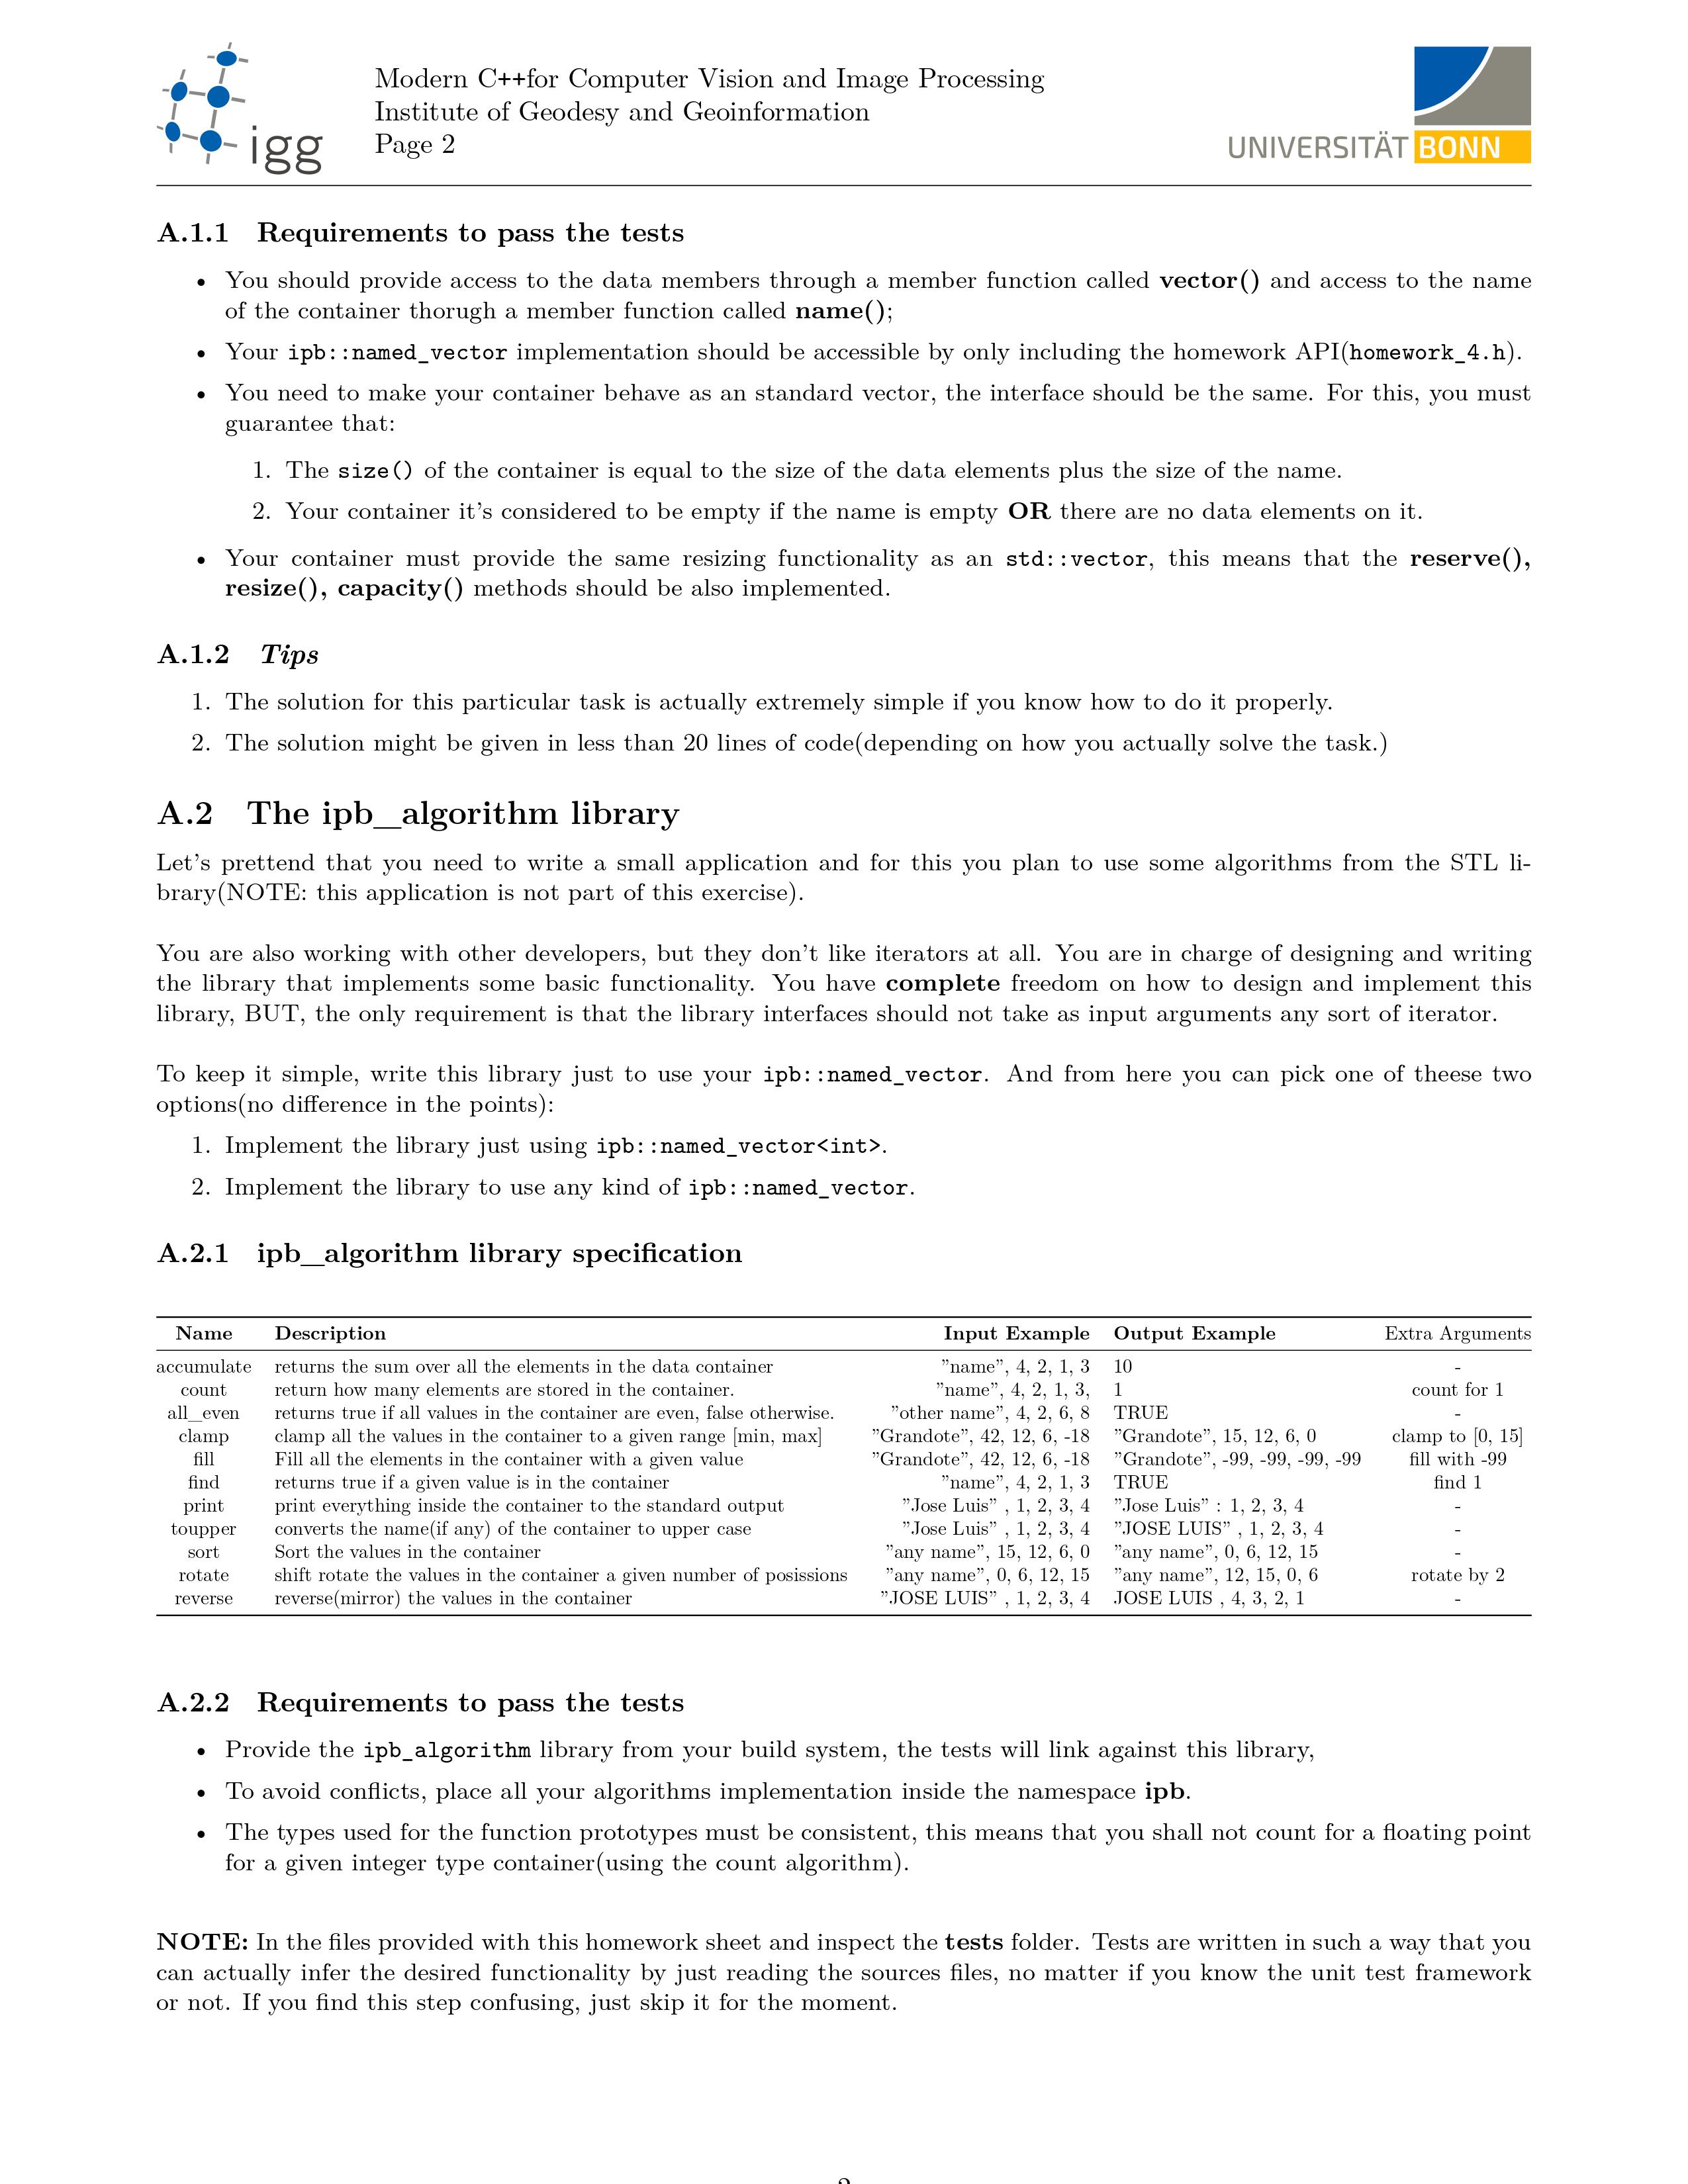 igg
Modern C++for Computer Vision and Image Processing
Institute of Geodesy and Geoinformation
Page 2
UNIVERSITÄT BONN
A.1.1 Requirements to pass the tests
• You should provide access to the data members through a member function called vector() and access to the name
of the container thorugh a member function called name();
• Your ipb::named_vector implementation should be accessible by only including the homework API(homework_4.h).
• You need to make your container behave as an standard vector, the interface should be the same. For this, you must
guarantee that:
1. The size() of the container is equal to the size of the data elements plus the size of the name.
2. Your container it's considered to be empty if the name is empty OR there are no data elements on it.
• Your container must provide the same resizing functionality as an std::vector, this means that the reserve(),
resize(), capacity() methods should be also implemented.
A.1.2 Tips
1. The solution for this particular task is actually extremely simple if you know how to do it properly.
2. The solution might be given in less than 20 lines of code(depending on how you actually solve the task.)
A.2 The ipb_algorithm library
Let's prettend that you need to write a small application and for this you plan to use some algorithms from the STL li-
brary(NOTE: this application is not part of this exercise).
You are also working with other developers, but they don't like iterators at all. You are in charge of designing and writing
the library that implements some basic functionality. You have complete freedom on how to design and implement this
library, BUT, the only requirement is that the library interfaces should not take as input arguments any sort of iterator.
To keep it simple, write this library just to use your ipb::named_vector. And from here you can pick one of theese two
options(no difference in the points):
1. Implement the library just using ipb::named_vector<int>.
2. Implement the library to use any kind of ipb::named_vector.
A.2.1 ipb_algorithm library specification
Name Description Input Example Output Example Extra Arguments
accumulate returns the sum over all the elements in the data container "name", 4, 2, 1, 3 10 -
count return how many elements are stored in the container. "name", 4, 2, 1, 3, 1 count for 1
all_even returns true if all values in the container are even, false otherwise. "other name", 4, 2, 6, 8 TRUE -
clamp clamp all the values in the container to a given range [min, max] "Grandote", 42, 12, 6, -18 "Grandote", 15, 12, 6, 0 clamp to [0, 15]
fill Fill all the elements in the container with a given value "Grandote", 42, 12, 6, -18 "Grandote", -99, -99, -99, -99 fill with -99
find returns true if a given value is in the container "name", 4, 2, 1, 3 TRUE find 1
print print everything inside the container to the standard output "Jose Luis" , 1, 2, 3, 4 "Jose Luis" : 1, 2, 3, 4 -
toupper converts the name(if any) of the container to upper case "Jose Luis" , 1, 2, 3, 4 "JOSE LUIS" , 1, 2, 3, 4 -
sort Sort the values in the container "any name", 15, 12, 6, 0 "any name", 0, 6, 12, 15 -
rotate shift rotate the values in the container a given number of posissions "any name", 0, 6, 12, 15 "any name", 12, 15, 0, 6 rotate by 2
reverse reverse(mirror) the values in the container "JOSE LUIS" , 1, 2, 3, 4 JOSE LUIS , 4, 3, 2, 1 -
A.2.2 Requirements to pass the tests
• Provide the ipb_algorithm library from your build system, the tests will link against this library,
• To avoid conflicts, place all your algorithms implementation inside the namespace ipb.
• The types used for the function prototypes must be consistent, this means that you shall not count for a floating point
for a given integer type container(using the count algorithm).
NOTE: In the files provided with this homework sheet and inspect the tests folder. Tests are written in such a way that you
can actually infer the desired functionality by just reading the sources files, no matter if you know the unit test framework
or not. If you find this step confusing, just skip it for the moment.